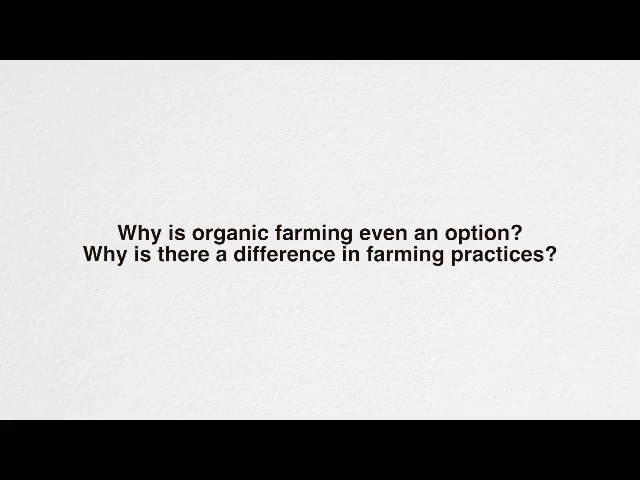 Why is organic farming even an option?
Why is there a difference in farming practices?